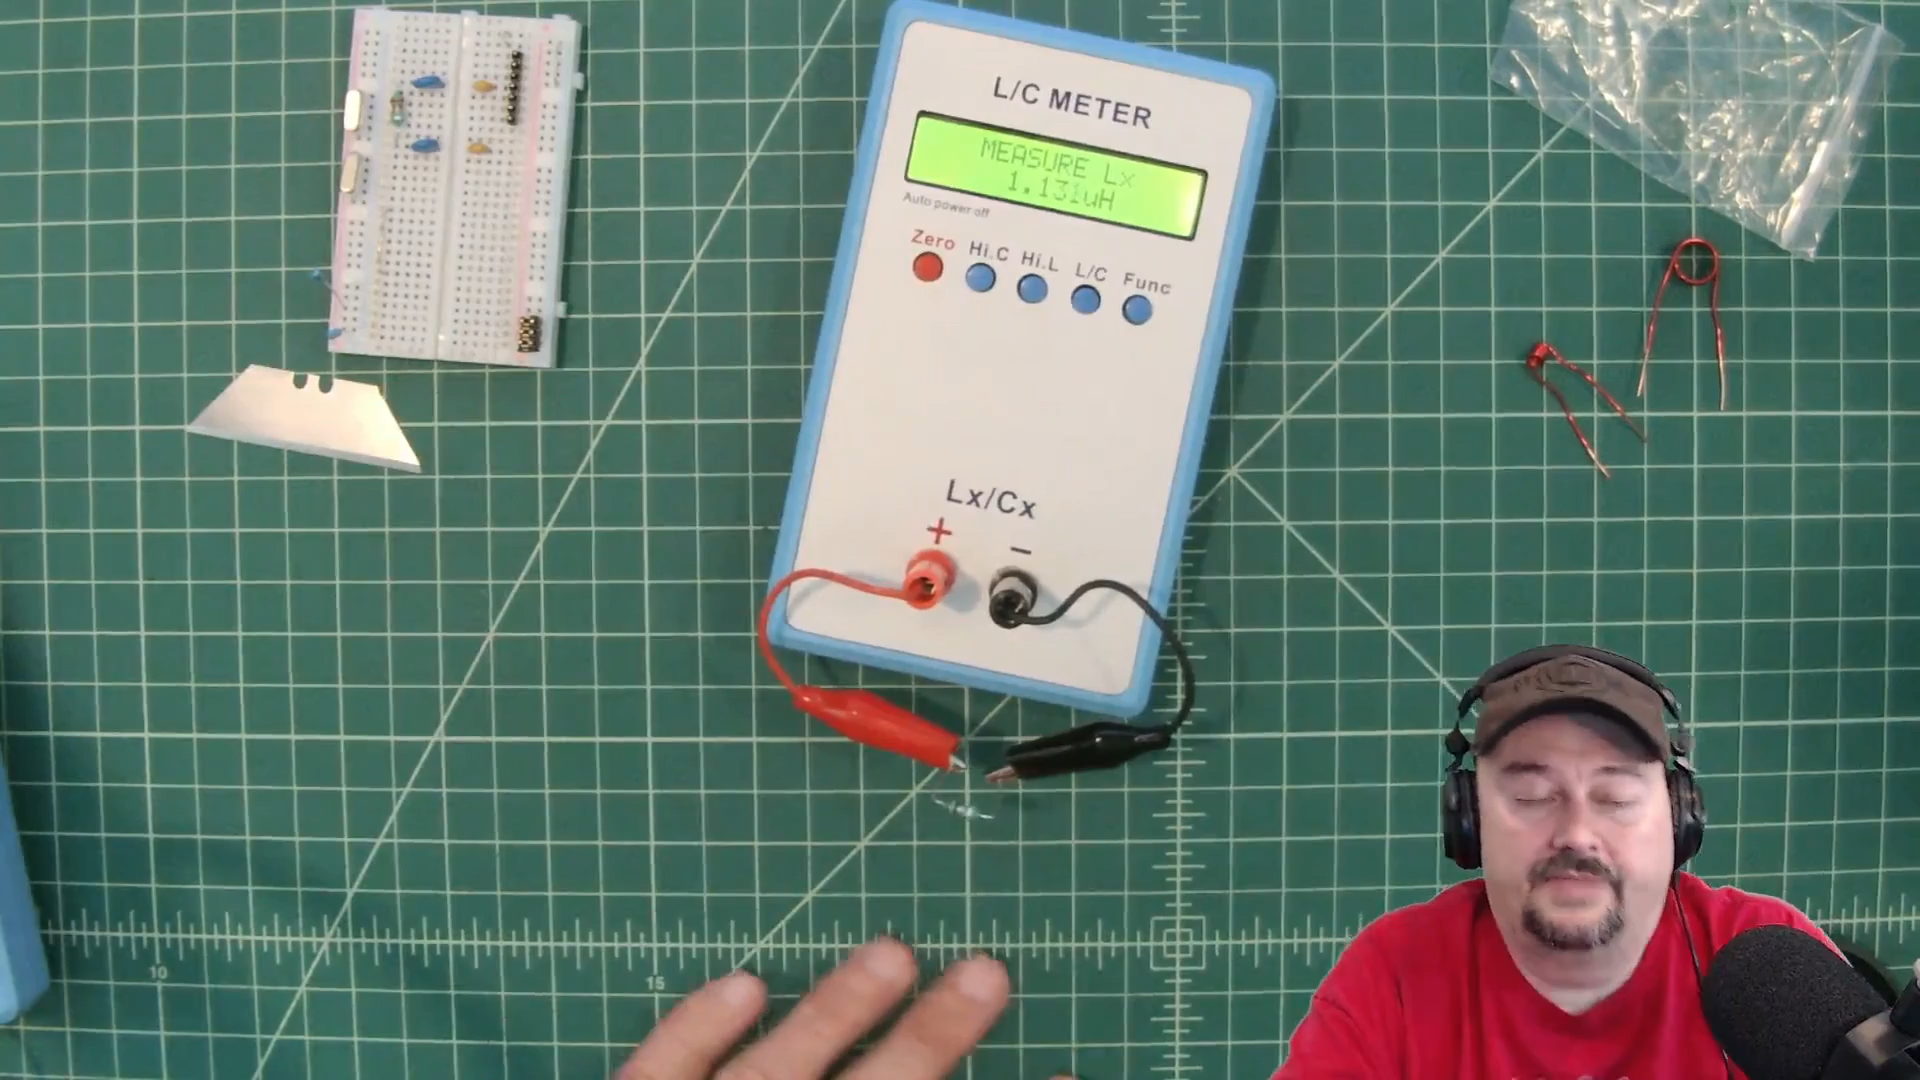 L/C METER
MEASURE Lx
1.131uH
Auto power off
Zero Hi.C Hi.L L/C Func
Lx/Cx
+ −
10
15